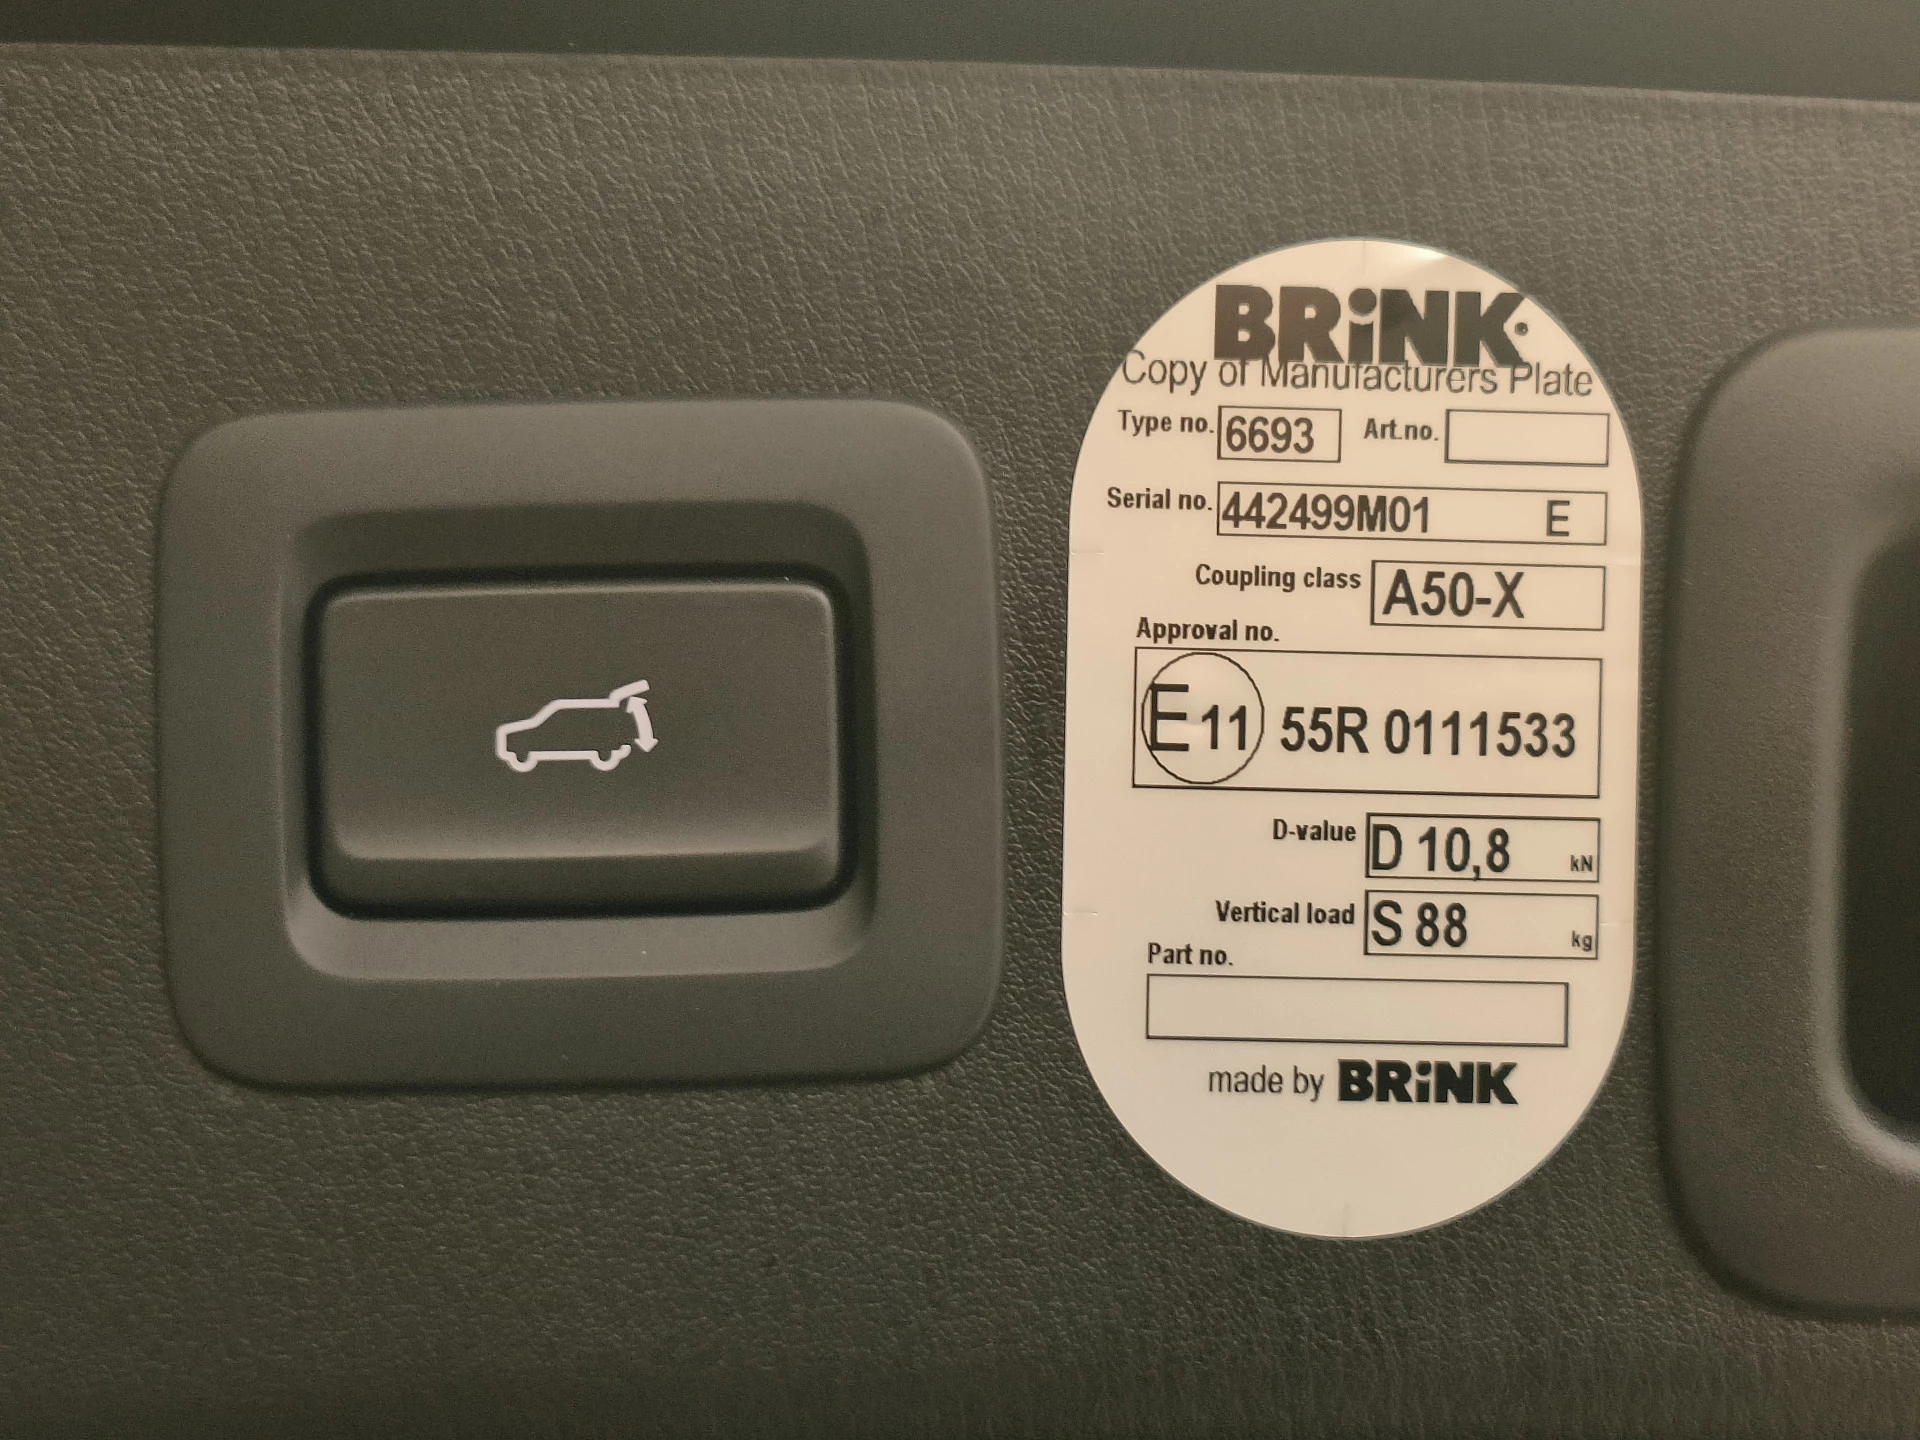 BRiNK
Copy of Manufacturers Plate
Type no. 6693 Art.no.
Serial no. 442499M01 E
Coupling class A50-X
Approval no.
E 11 55R 0111533
D-value D 10,8 kN
Vertical load S 88 kg
Part no.
made by BRiNK